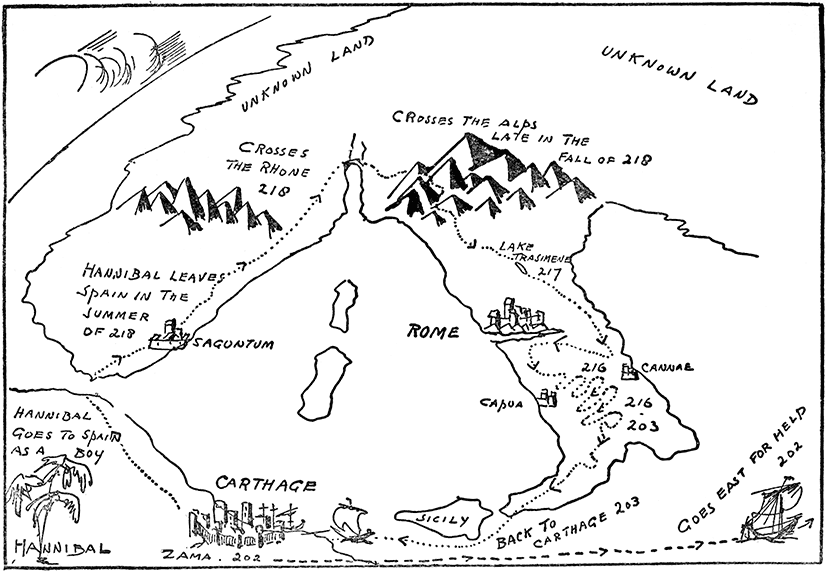 UNKNOWN LAND
UNKNOWN LAND
CROSSES
THE RHONE
218
CROSSES THE ALPS
LATE IN THE
FALL OF 218
HANNIBAL LEAVES
SPAIN IN THE
SUMMER
OF 218
SAGUNTUM
LAKE
TRASIMENE
217
ROME
216
CANNAE
CAPUA
216
-
203
HANNIBAL
GOES TO SPAIN
AS A BOY
HANNIBAL
CARTHAGE
ZAMA. 202
SICILY
BACK TO
CARTHAGE 203
GOES EAST FOR HELP
202